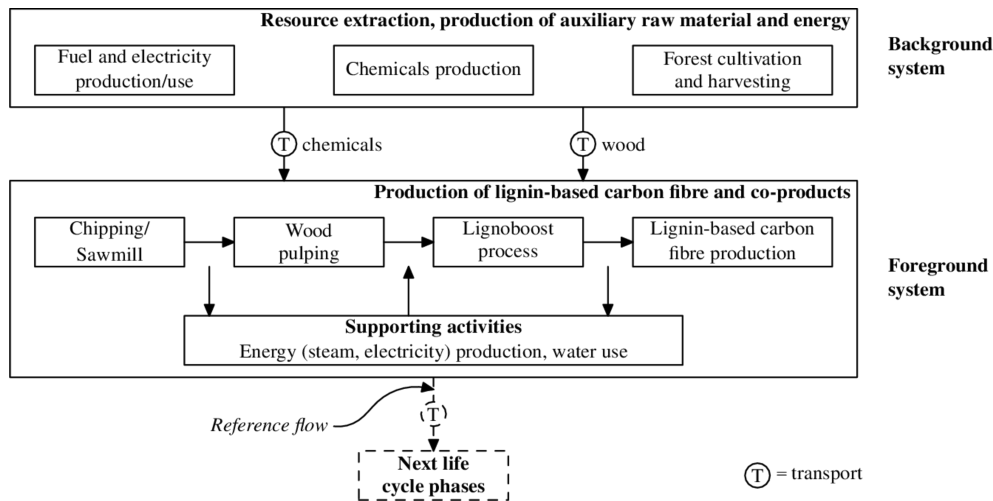 Resource extraction, production of auxiliary raw material and energy
Fuel and electricity
production/use
Chemicals production
Forest cultivation
and harvesting
Background
system
T chemicals
T wood
Production of lignin-based carbon fibre and co-products
Chipping/
Sawmill
Wood
pulping
Lignoboost
process
Lignin-based carbon
fibre production
Foreground
system
Supporting activities
Energy (steam, electricity) production, water use
T
Reference flow
Next life
cycle phases
T = transport